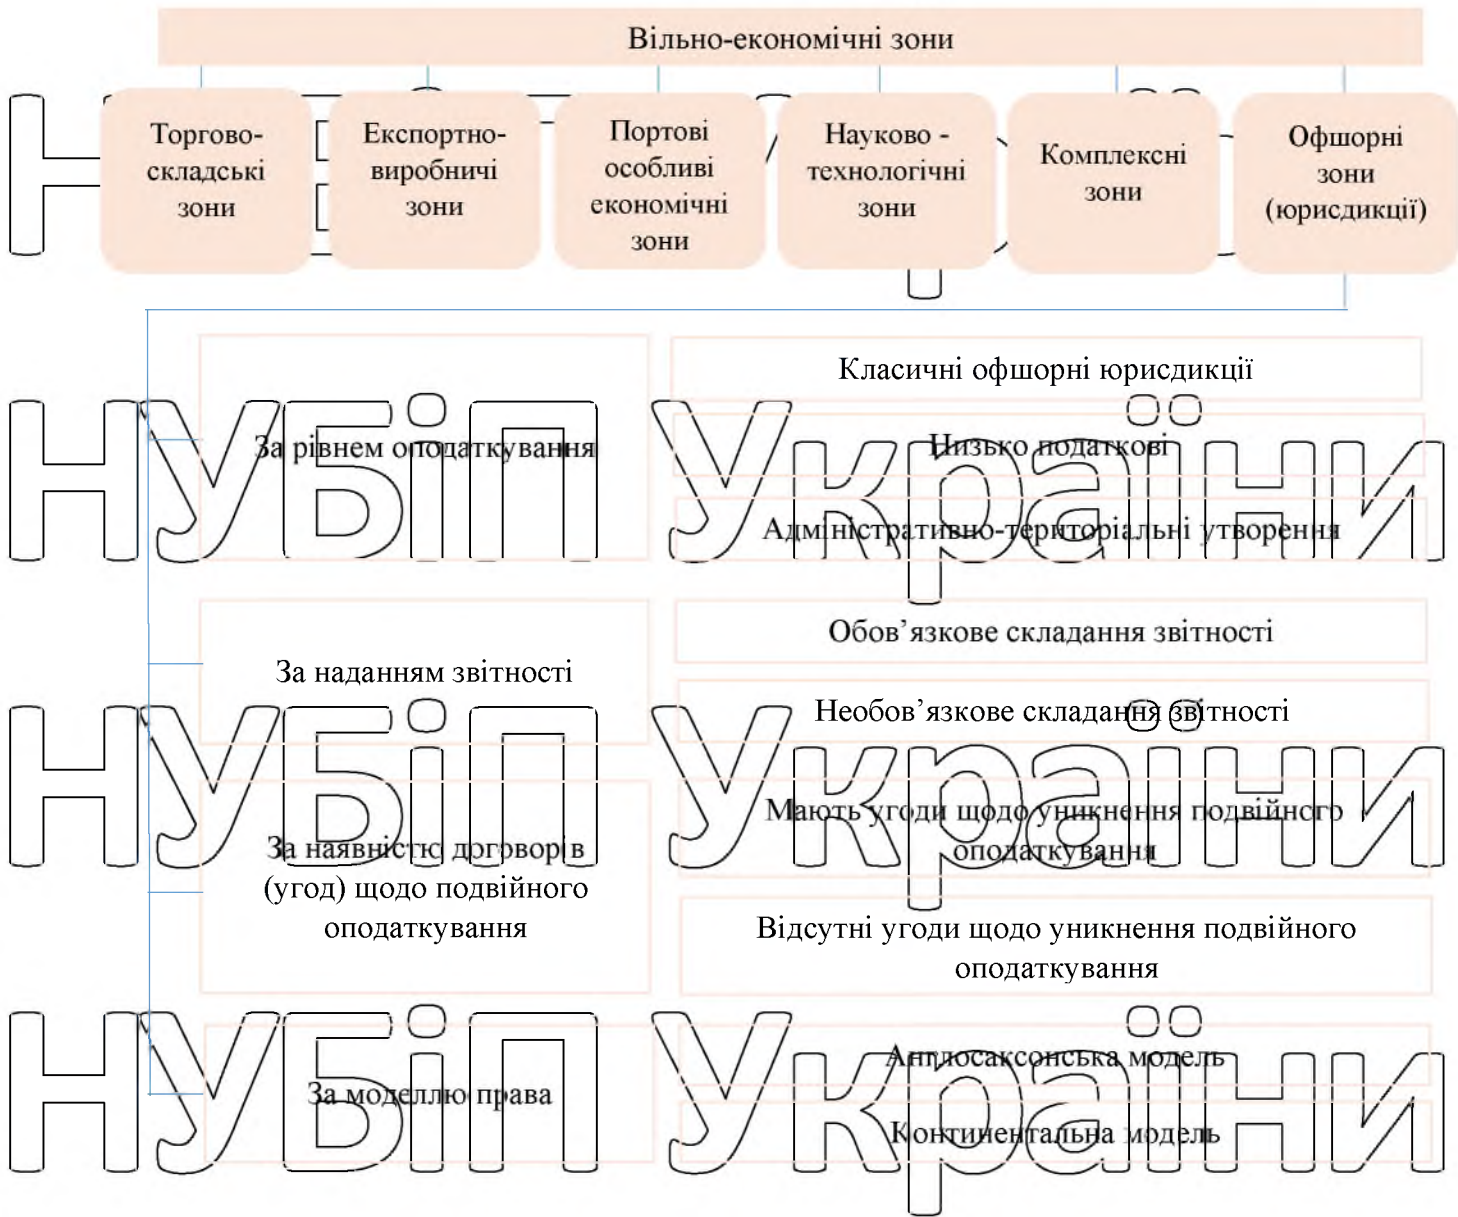 Вільно-економічні зони
Торгово-
складські
зони
Експортно-
виробничі
зони
Портові
особливі
економічні
зони
Науково -
технологічні
зони
Комплексні
зони
Офшорні
зони
(юрисдикції)
За рівнем оподаткування
Класичні офшорні юрисдикції
Низько податкові
Адміністративно-територіальні утворення
НУБіП України
За наданням звітності
Обов’язкове складання звітності
Необов’язкове складання звітності
НУБіП України
За наявністю договорів
(угод) щодо подвійного
оподаткування
Мають угоди щодо уникнення подвійного
оподаткування
Відсутні угоди щодо уникнення подвійного
оподаткування
За моделлю права
Англосаксонська модель
Континентальна модель
НУБіП України